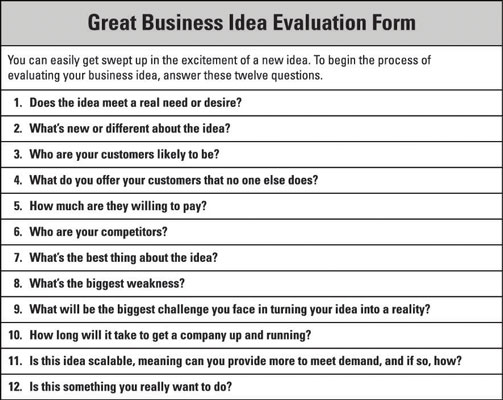 Great Business Idea Evaluation Form
You can easily get swept up in the excitement of a new idea. To begin the process of
evaluating your business idea, answer these twelve questions.
1. Does the idea meet a real need or desire?
2. What's new or different about the idea?
3. Who are your customers likely to be?
4. What do you offer your customers that no one else does?
5. How much are they willing to pay?
6. Who are your competitors?
7. What's the best thing about the idea?
8. What's the biggest weakness?
9. What will be the biggest challenge you face in turning your idea into a reality?
10. How long will it take to get a company up and running?
11. Is this idea scalable, meaning can you provide more to meet demand, and if so, how?
12. Is this something you really want to do?